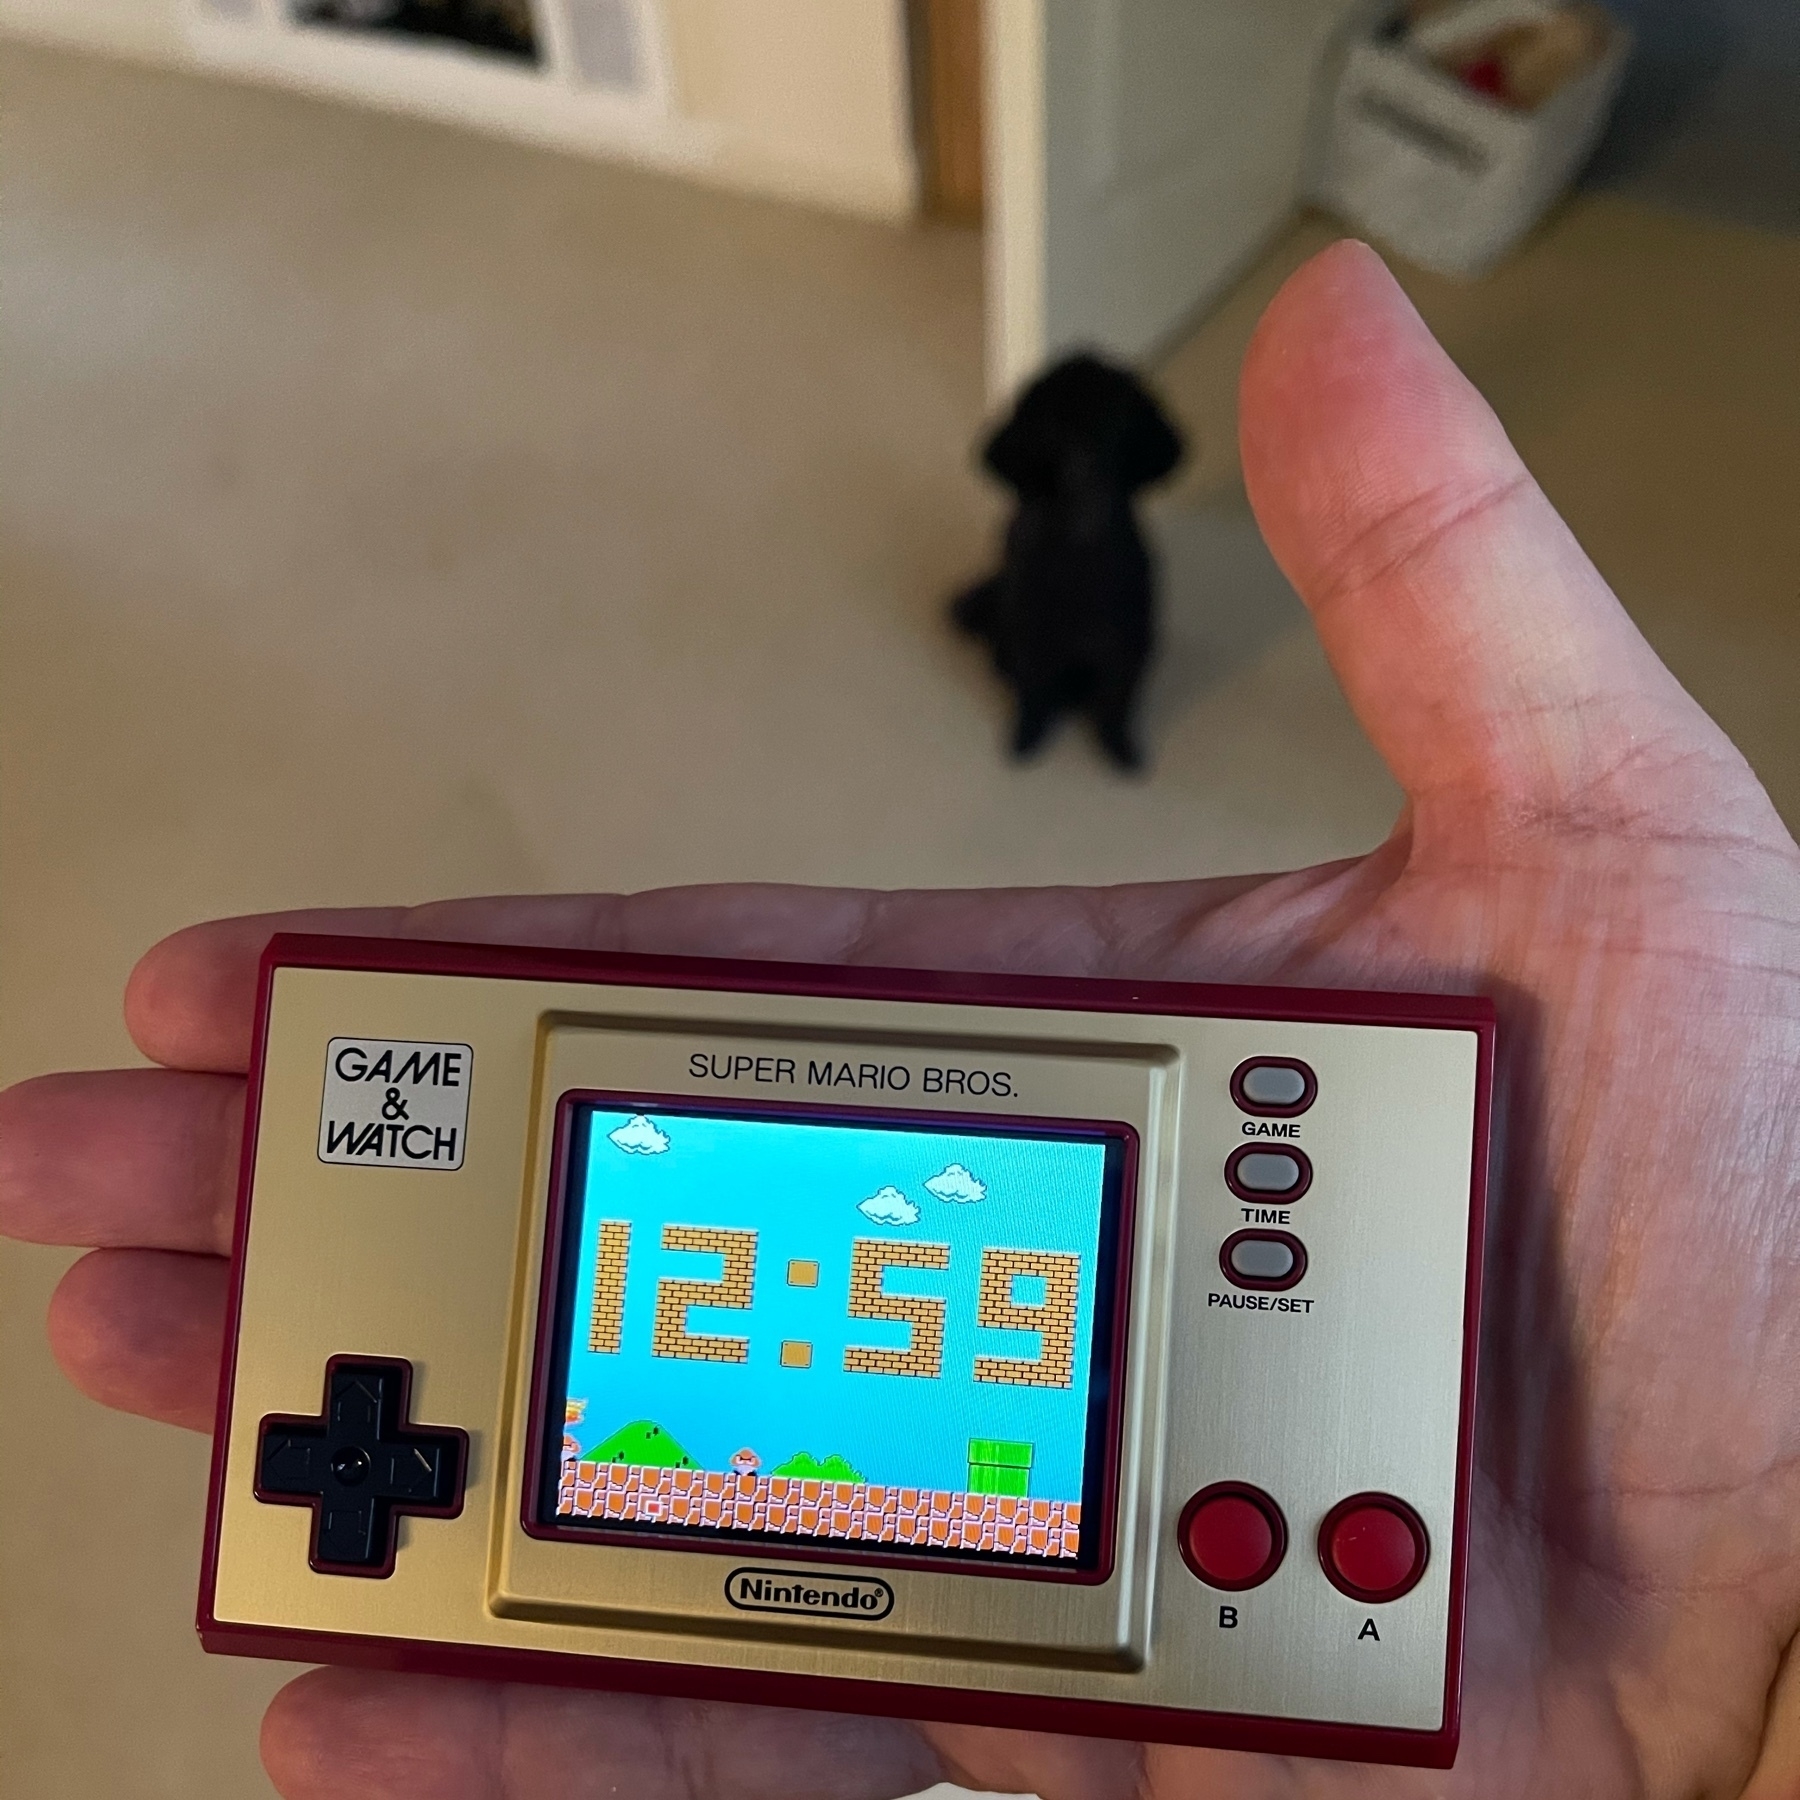 GAME
&
WATCH
SUPER MARIO BROS.
12:59
Nintendo®
GAME
TIME
PAUSE/SET
B
A